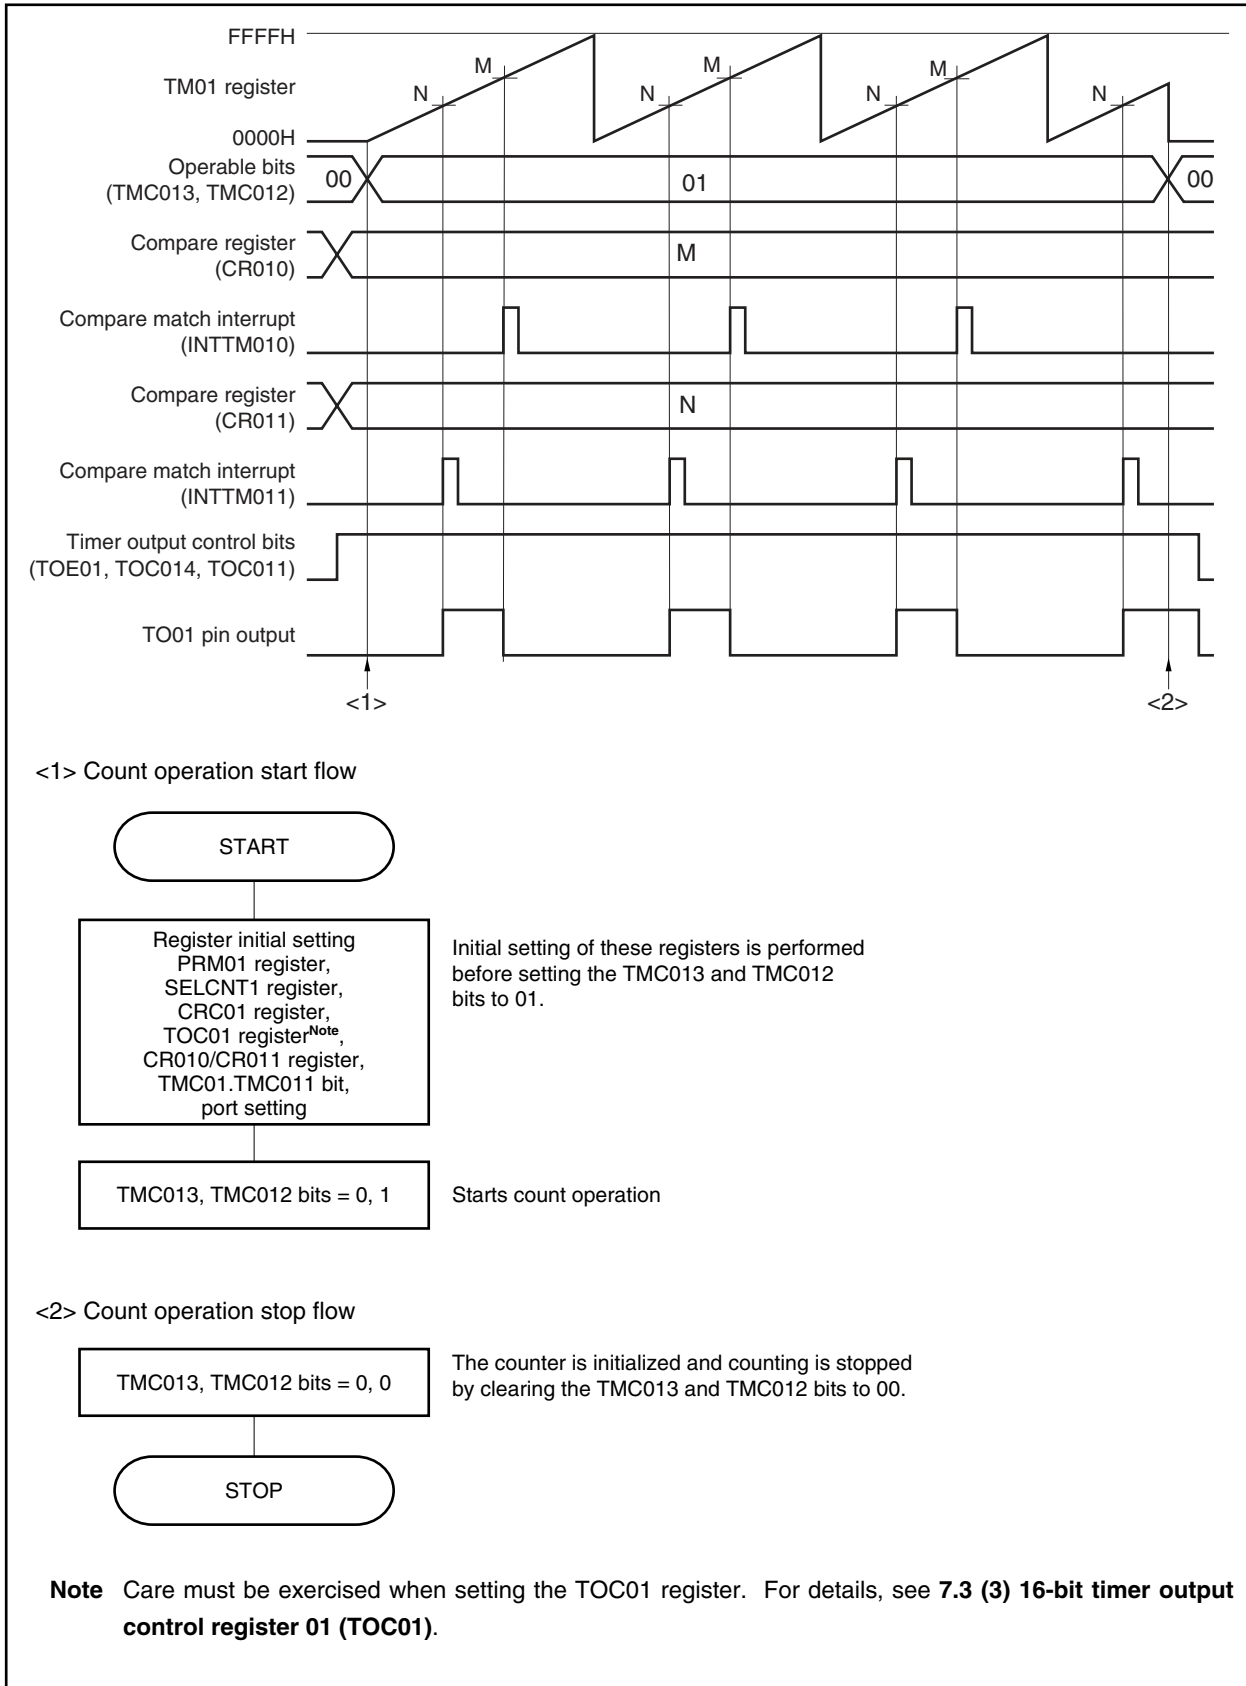 FFFFH
TM01 register
0000H
N
M
N
M
N
M
N
Operable bits
(TMC013, TMC012)
00
01
00
Compare register
(CR010)
M
Compare match interrupt
(INTTM010)
Compare register
(CR011)
N
Compare match interrupt
(INTTM011)
Timer output control bits
(TOE01, TOC014, TOC011)
TO01 pin output
<1>
<2>
<1> Count operation start flow
START
Register initial setting
PRM01 register,
SELCNT1 register,
CRC01 register,
TOC01 registerNote,
CR010/CR011 register,
TMC01.TMC011 bit,
port setting
Initial setting of these registers is performed
before setting the TMC013 and TMC012
bits to 01.
TMC013, TMC012 bits = 0, 1
Starts count operation
<2> Count operation stop flow
TMC013, TMC012 bits = 0, 0
The counter is initialized and counting is stopped
by clearing the TMC013 and TMC012 bits to 00.
STOP
Note Care must be exercised when setting the TOC01 register. For details, see 7.3 (3) 16-bit timer output
control register 01 (TOC01).